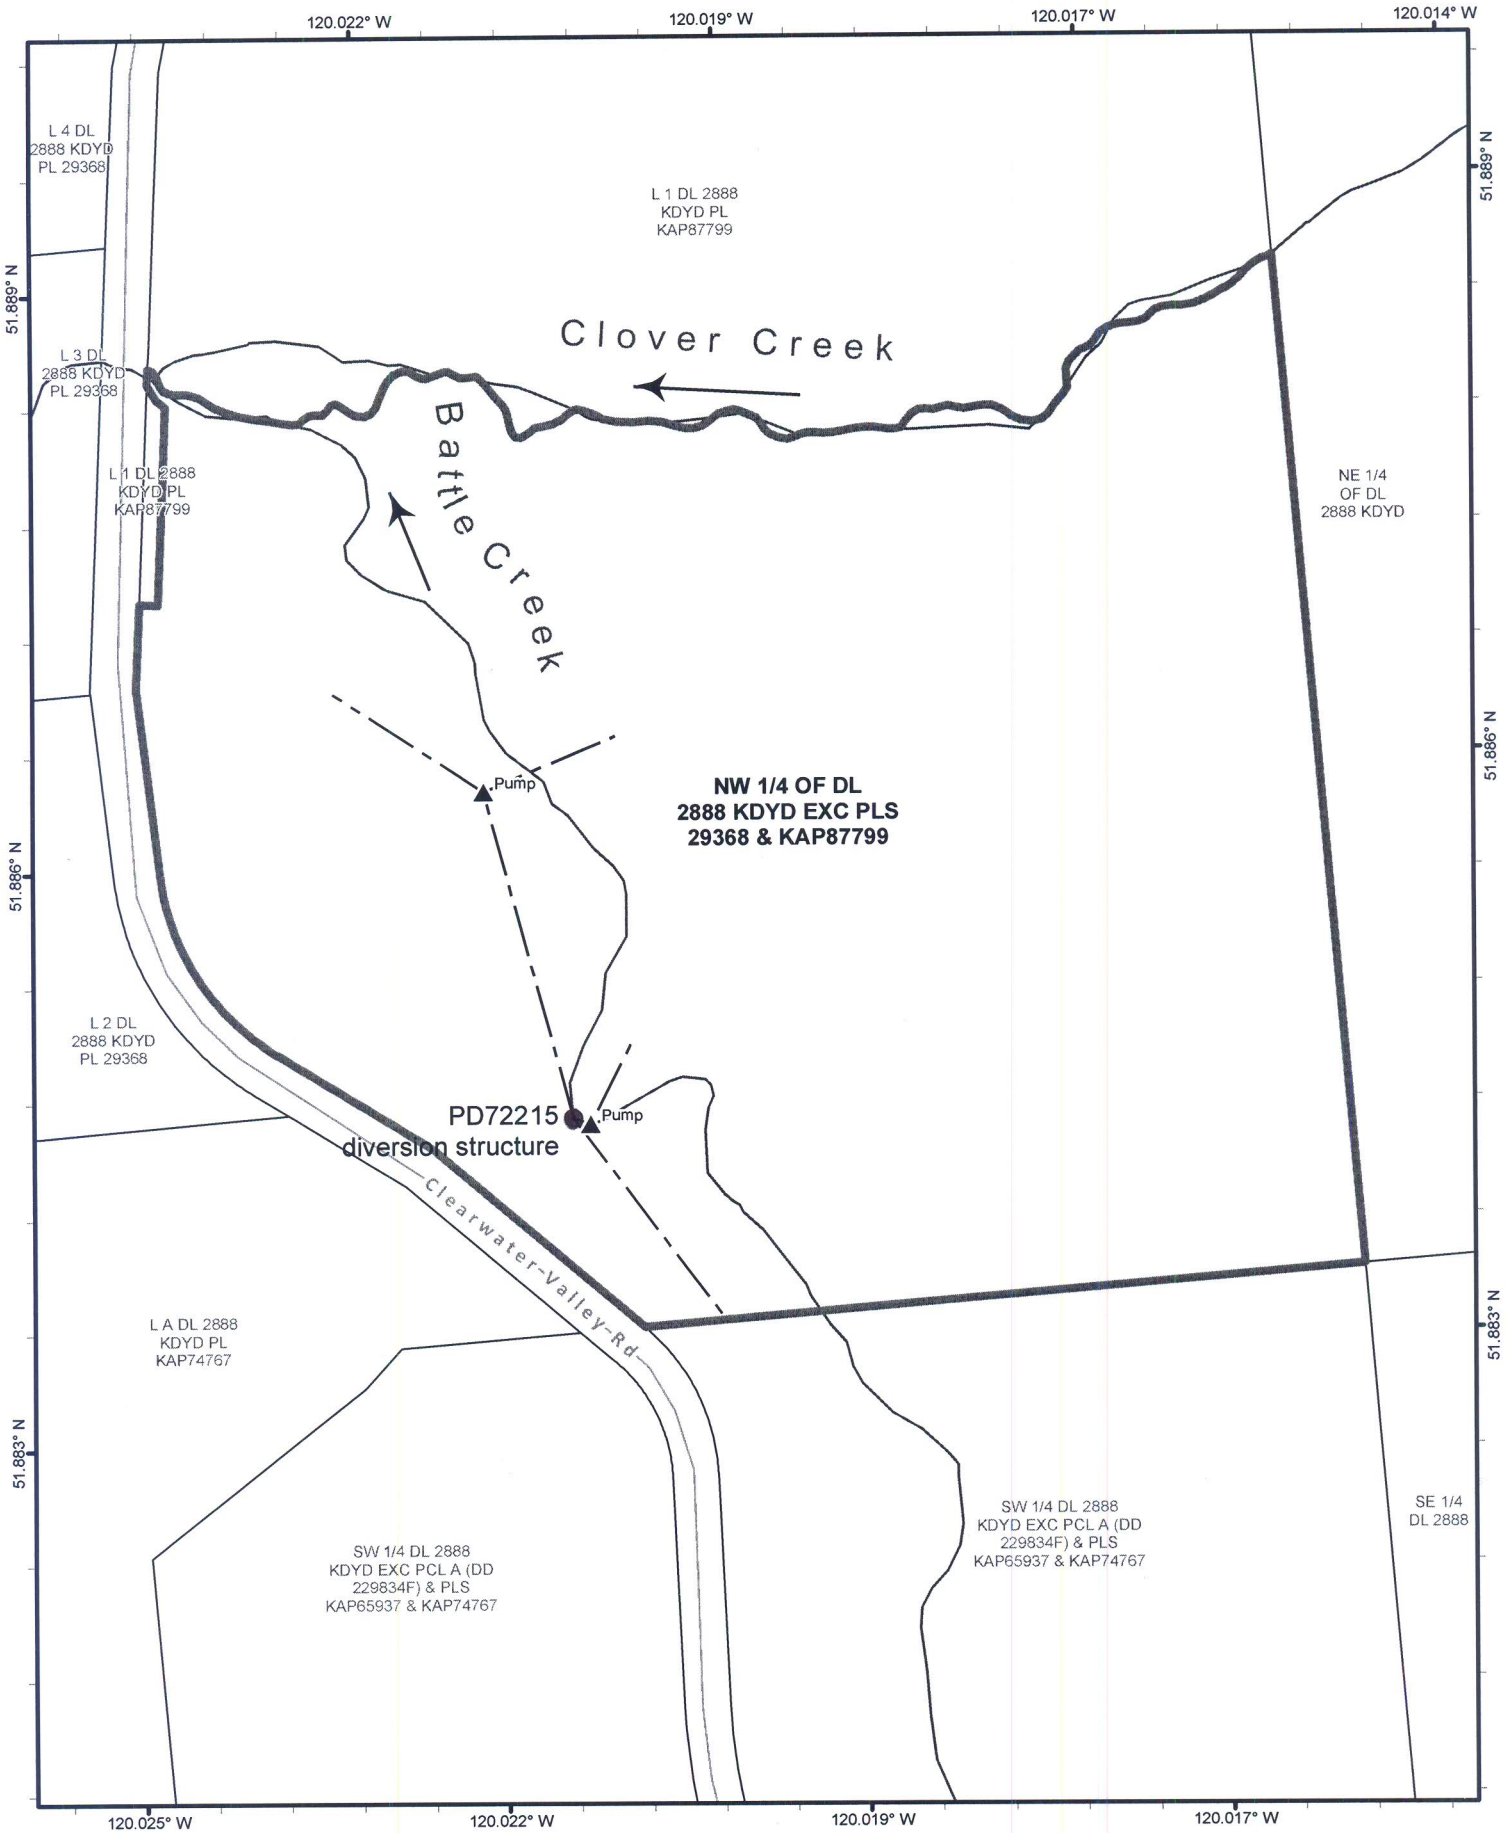 120.022° W
120.019° W
120.017° W
120.014° W
L 4 DL
2888 KDYD
PL 29368
51.889° N
L 1 DL 2888
KDYD PL
KAP87799
51.889° N
Clover Creek
L 3 DL
2888 KDYD
PL 29368
Battle Creek
L 1 DL 2888
KDYD PL
KAP87799
NE 1/4
OF DL
2888 KDYD
51.886° N
Pump
NW 1/4 OF DL
2888 KDYD EXC PLS
29368 & KAP87799
51.886° N
L 2 DL
2888 KDYD
PL 29368
PD72215
diversion structure
Pump
Clearwater-Valley-Rd
51.883° N
L A DL 2888
KDYD PL
KAP74767
51.883° N
SW 1/4 DL 2888
KDYD EXC PCL A (DD
229834F) & PLS
KAP65937 & KAP74767
SE 1/4
DL 2888
SW 1/4 DL 2888
KDYD EXC PCL A (DD
229834F) & PLS
KAP65937 & KAP74767
120.025° W
120.022° W
120.019° W
120.017° W